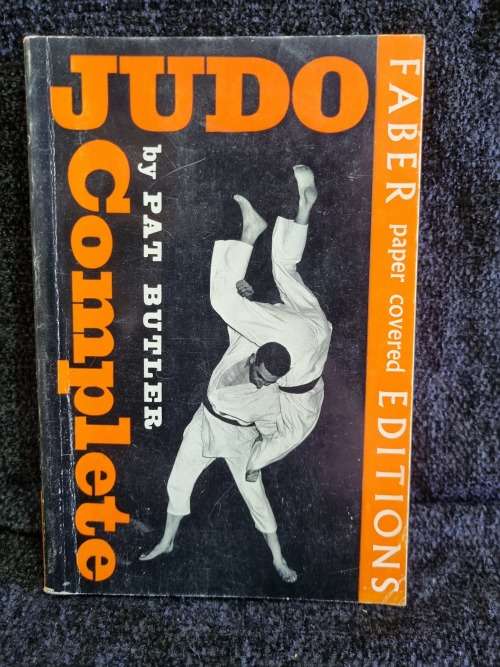 JUDO
Complete
by PAT BUTLER
FABER paper covered EDITIONS